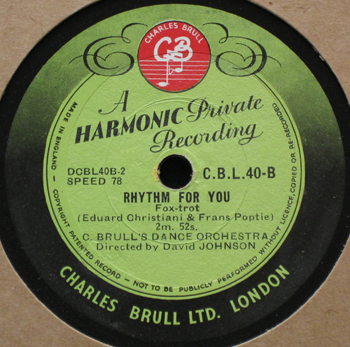 CHARLES BRULL
CB
A
HARMONIC Private
Recording
DCBL40B-2
SPEED 78
C.B.L.40-B
RHYTHM FOR YOU
Fox-trot
(Eduard Christiani & Frans Poptie)
2m. 52s.
C. BRULL'S DANCE ORCHESTRA
Directed by David JOHNSON
MADE IN ENGLAND
COPYRIGHT PATENTS RECORD — NOT TO BE PUBLICLY PERFORMED WITHOUT LICENCE, COPIED OR RE-RECORDED
CHARLES BRULL LTD. LONDON